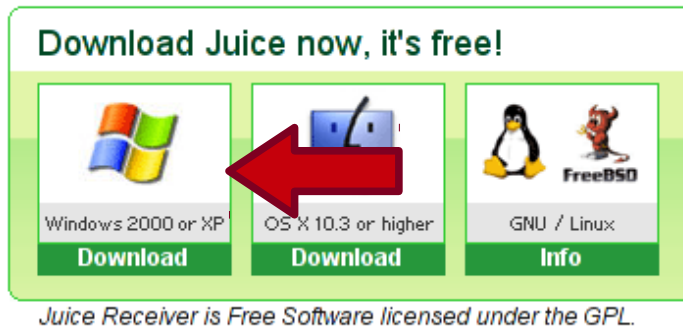 Download Juice now, it's free!
FreeBSD
Windows 2000 or XP
OS X 10.3 or higher
GNU / Linux
Download
Download
Info
Juice Receiver is Free Software licensed under the GPL.